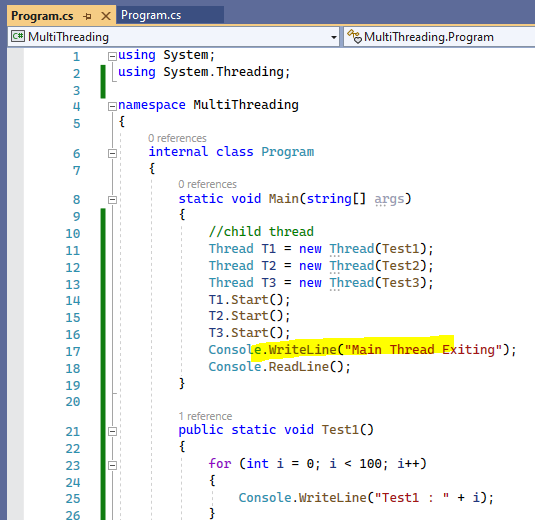 Program.cs Program.cs
C# MultiThreading MultiThreading.Program
1 using System;
2 using System.Threading;
3
4 namespace MultiThreading
5 {
0 references
6 internal class Program
7 {
0 references
8 static void Main(string[] args)
9 {
10 //child thread
11 Thread T1 = new Thread(Test1);
12 Thread T2 = new Thread(Test2);
13 Thread T3 = new Thread(Test3);
14 T1.Start();
15 T2.Start();
16 T3.Start();
17 Console.WriteLine("Main Thread Exiting");
18 Console.ReadLine();
19 }
20
1 reference
21 public static void Test1()
22 {
23 for (int i = 0; i < 100; i++)
24 {
25 Console.WriteLine("Test1 : " + i);
26 }